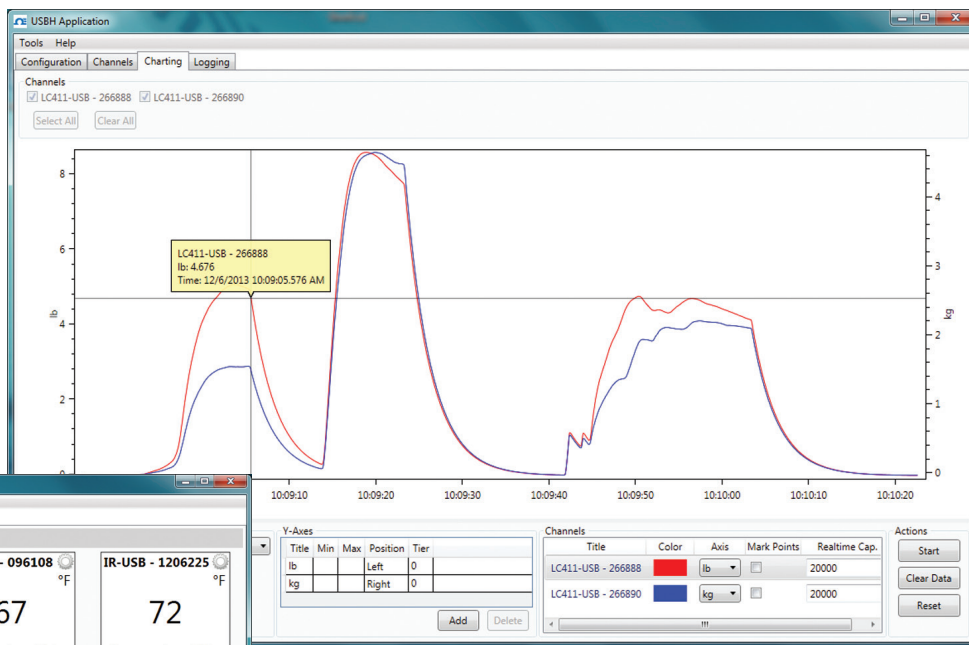 USBH Application
Tools Help
Configuration Channels Charting Logging
Channels
LC411-USB - 266888 LC411-USB - 266890
Select All Clear All
8
6
4
2
0
lb
LC411-USB - 266888
lb: 4.676
Time: 12/6/2013 10:09:05.576 AM
4
3
2
1
0
kg
10:09:10 10:09:20 10:09:30 10:09:40 10:09:50 10:10:00 10:10:10 10:10:20
Y-Axes
Title Min Max Position Tier
lb Left 0
kg Right 0
Add Delete
Channels
Title Color Axis Mark Points Realtime Cap.
LC411-USB - 266888 lb 20000
LC411-USB - 266890 kg 20000
Actions
Start
Clear Data
Reset
- 096108 IR-USB - 1206225
°F °F
67 72